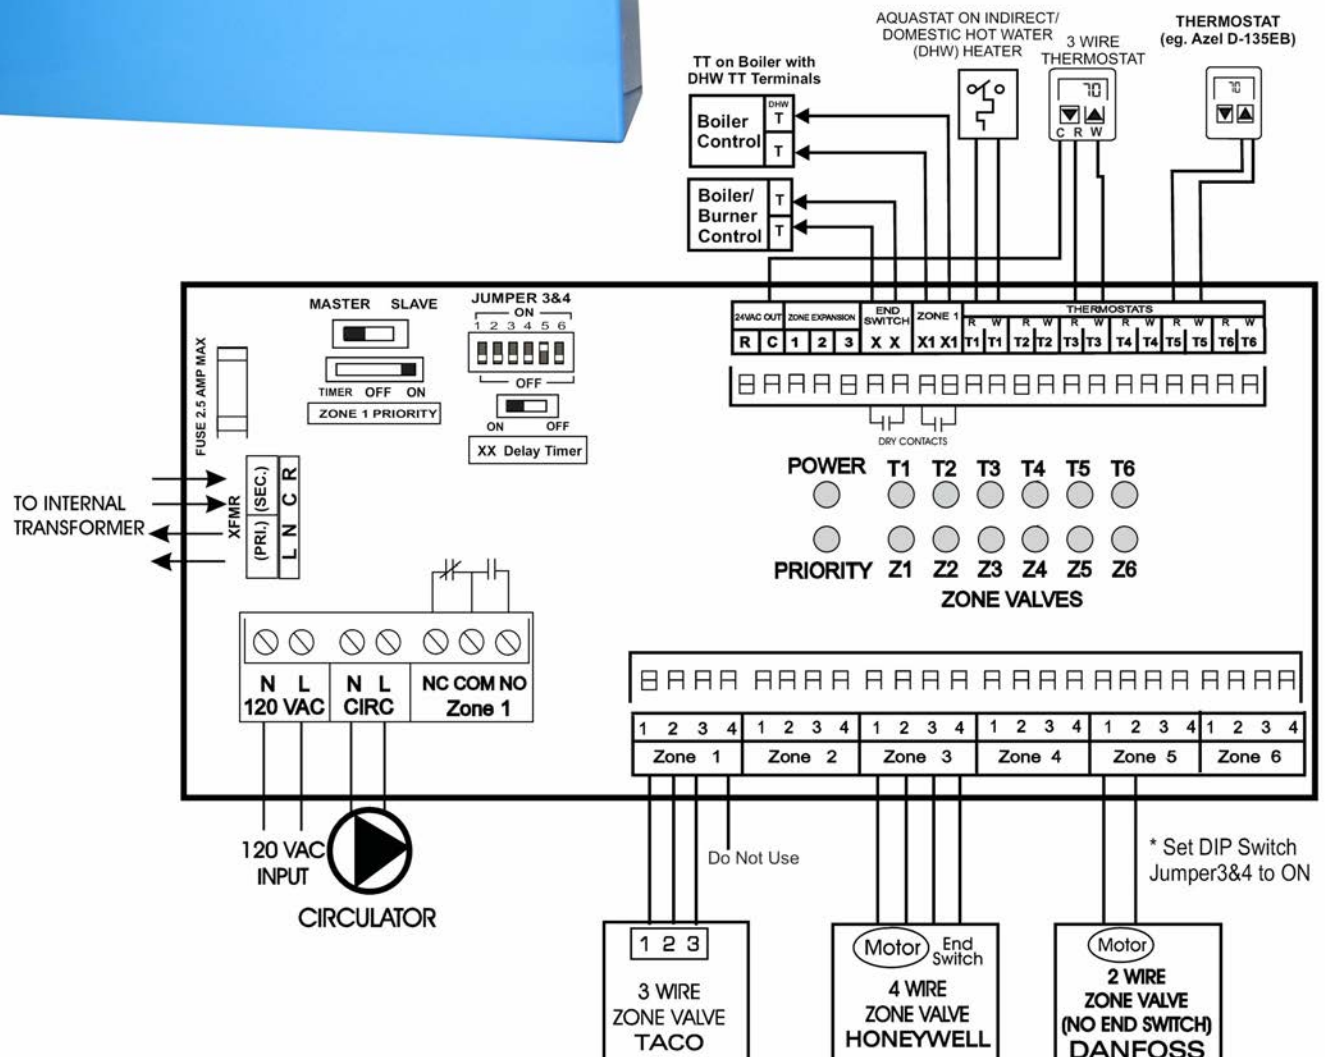 AQUASTAT ON INDIRECT/
DOMESTIC HOT WATER
(DHW) HEATER
3 WIRE
THERMOSTAT
THERMOSTAT
(eg. Azel D-135EB)
TT on Boiler with
DHW TT Terminals
Boiler
Control
DHW
T
T
Boiler/
Burner
Control
T
T
70
C R W
70
MASTER SLAVE
TIMER OFF ON
ZONE 1 PRIORITY
JUMPER 3&4
ON
1 2 3 4 5 6
OFF
ON OFF
XX Delay Timer
FUSE 2.5 AMP MAX
24VAC OUT ZONE EXPANSION END SWITCH ZONE 1 THERMOSTATS
R W R W R W R W R W R W
R C 1 2 3 X X X1 X1 T1 T1 T2 T2 T3 T3 T4 T4 T5 T5 T6 T6
DRY CONTACTS
POWER T1 T2 T3 T4 T5 T6
PRIORITY Z1 Z2 Z3 Z4 Z5 Z6
ZONE VALVES
TO INTERNAL
TRANSFORMER
XFMR
(PRI.) (SEC.)
L N C R
N L N L NC COM NO
120 VAC CIRC Zone 1
1 2 3 4 1 2 3 4 1 2 3 4 1 2 3 4 1 2 3 4 1 2 3 4
Zone 1 Zone 2 Zone 3 Zone 4 Zone 5 Zone 6
120 VAC
INPUT
CIRCULATOR
Do Not Use
* Set DIP Switch
Jumper3&4 to ON
1 2 3
3 WIRE
ZONE VALVE
TACO
Motor End
Switch
4 WIRE
ZONE VALVE
HONEYWELL
Motor
2 WIRE
ZONE VALVE
(NO END SWITCH)
DANFOSS